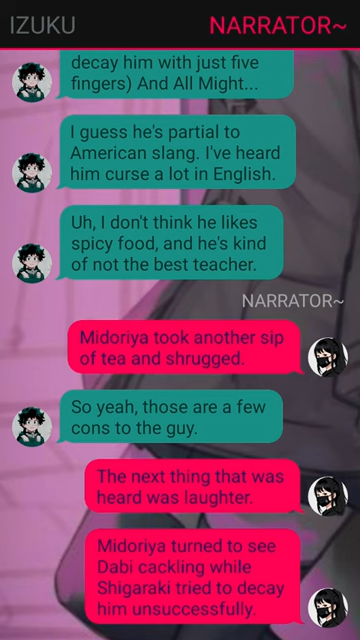 IZUKU NARRATOR~
decay him with just five
fingers) And All Might...
I guess he's partial to
American slang. I've heard
him curse a lot in English.
Uh, I don't think he likes
spicy food, and he's kind
of not the best teacher.
NARRATOR~
Midoriya took another sip
of tea and shrugged.
So yeah, those are a few
cons to the guy.
The next thing that was
heard was laughter.
Midoriya turned to see
Dabi cackling while
Shigaraki tried to decay
him unsuccessfully.